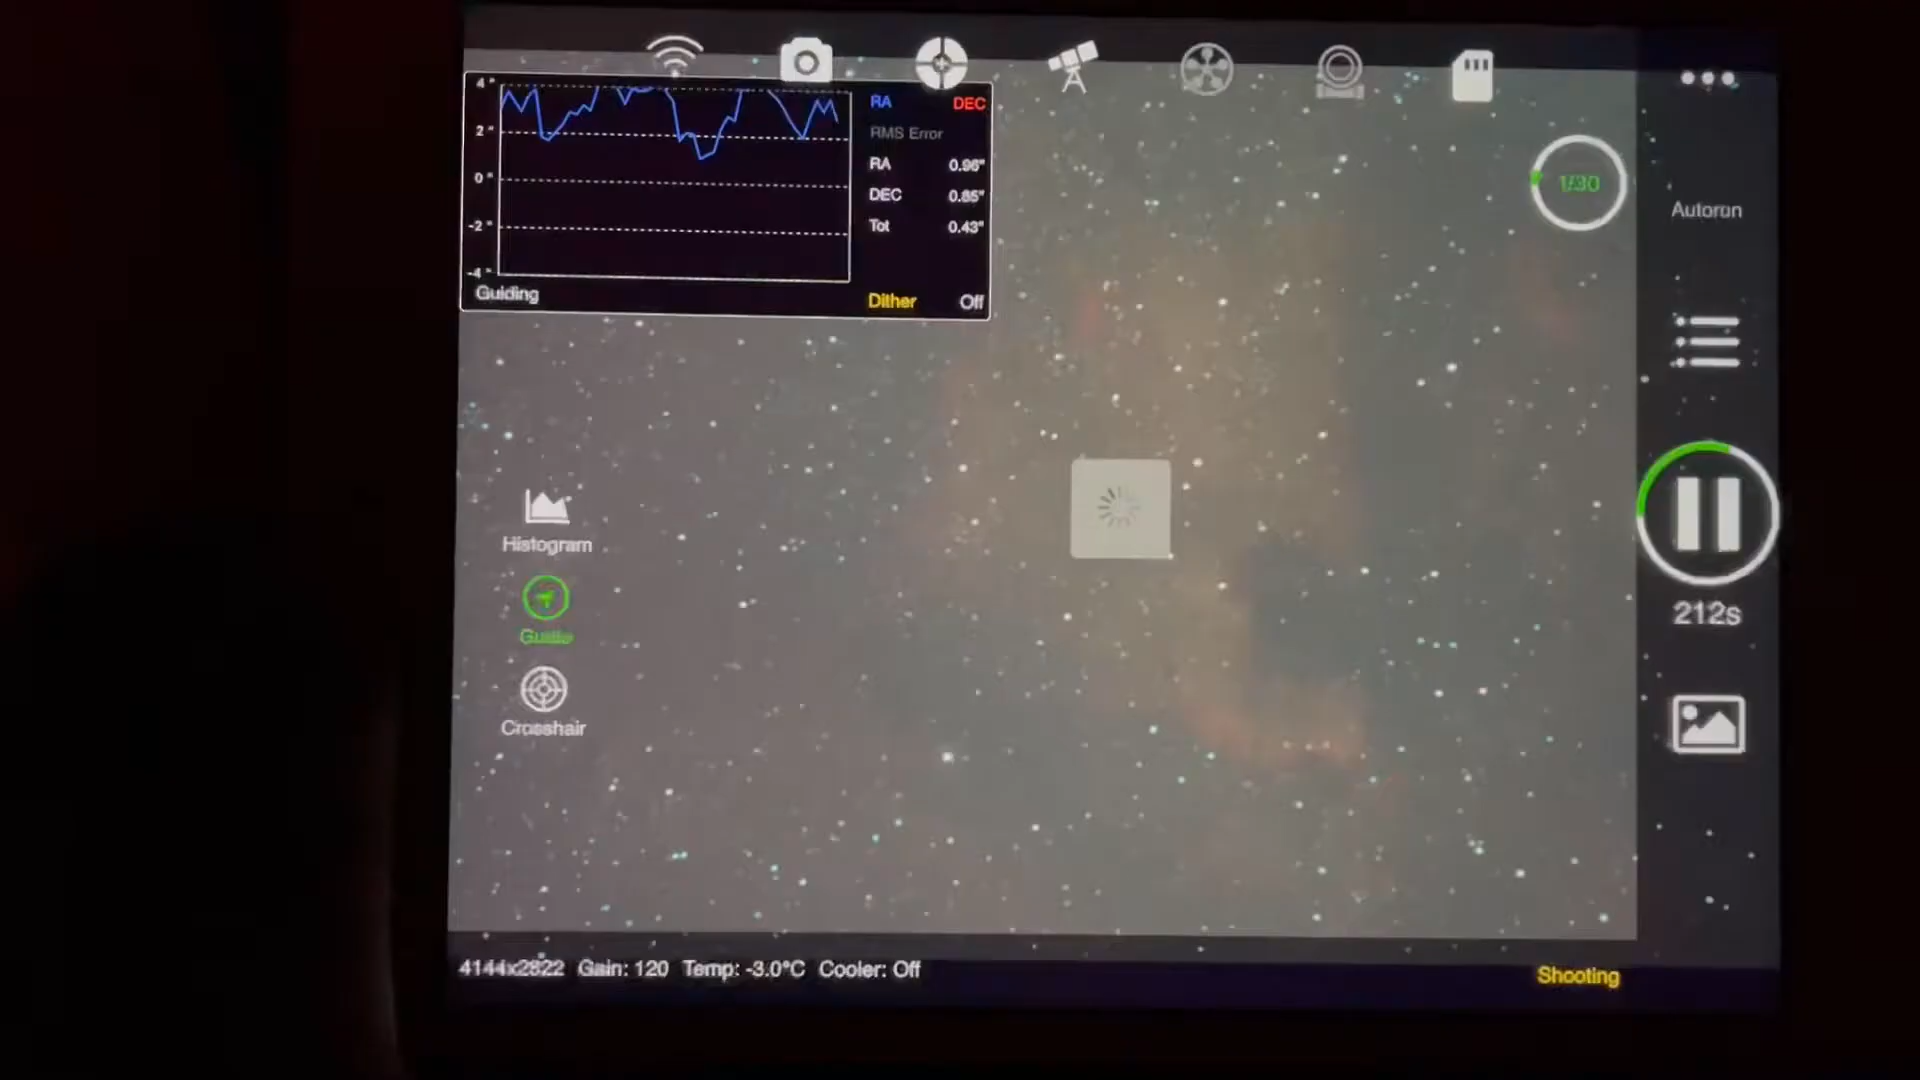 4"
2"
0"
-2"
-4"
RA DEC
RMS Error
RA 0.96"
DEC 0.85"
Tot 0.43"
Guiding
Dither Off
1/30
Autorun
Histogram
Guide
Crosshair
212s
4144x2822 Gain: 120 Temp: -3.0°C Cooler: Off
Shooting